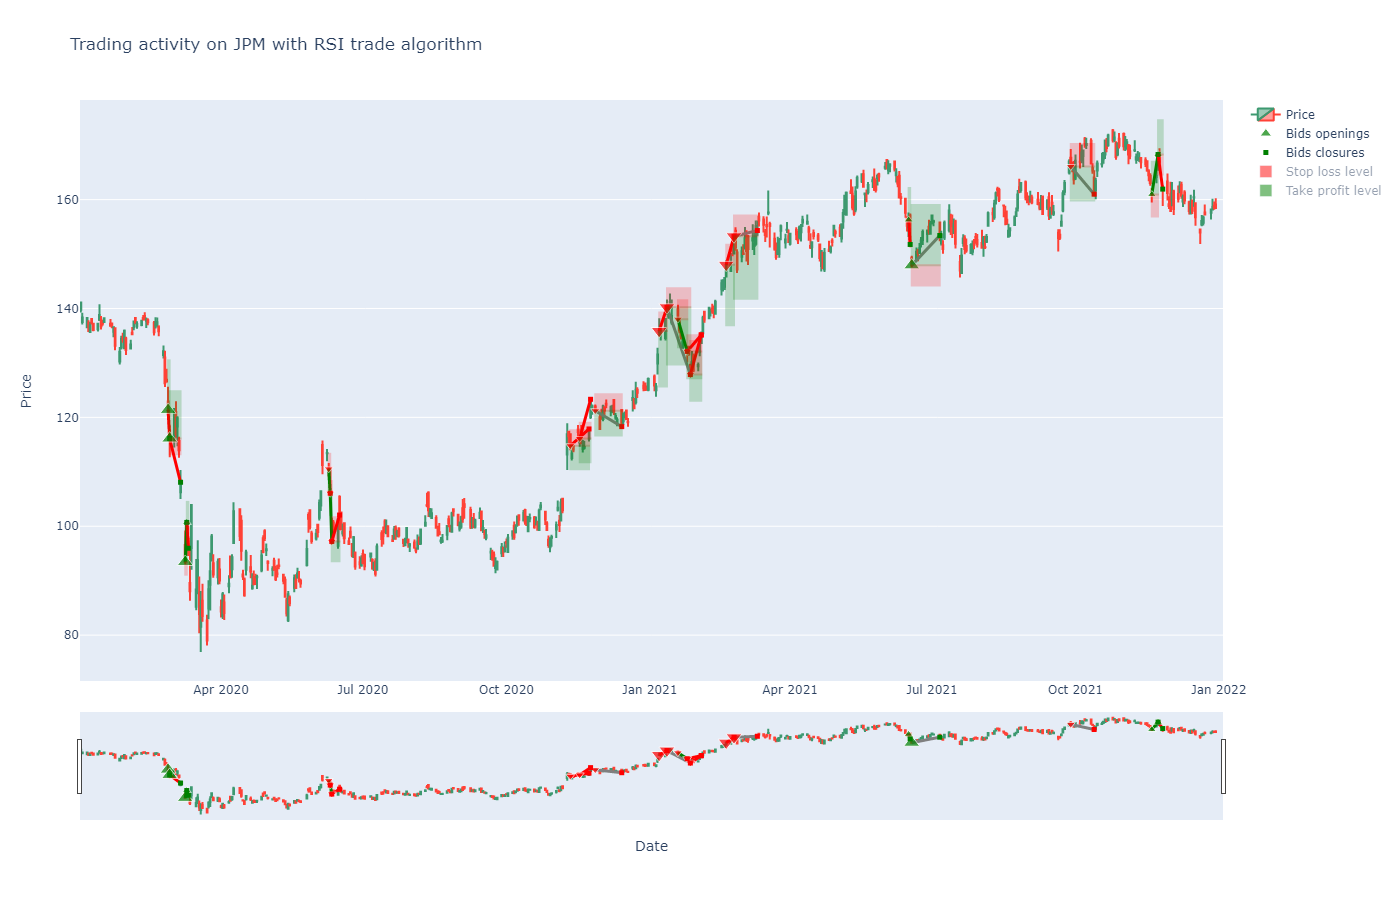 Trading activity on JPM with RSI trade algorithm
Price
Bids openings
Bids closures
Stop loss level
Take profit level
Price
160
140
120
100
80
Apr 2020
Jul 2020
Oct 2020
Jan 2021
Apr 2021
Jul 2021
Oct 2021
Jan 2022
Date